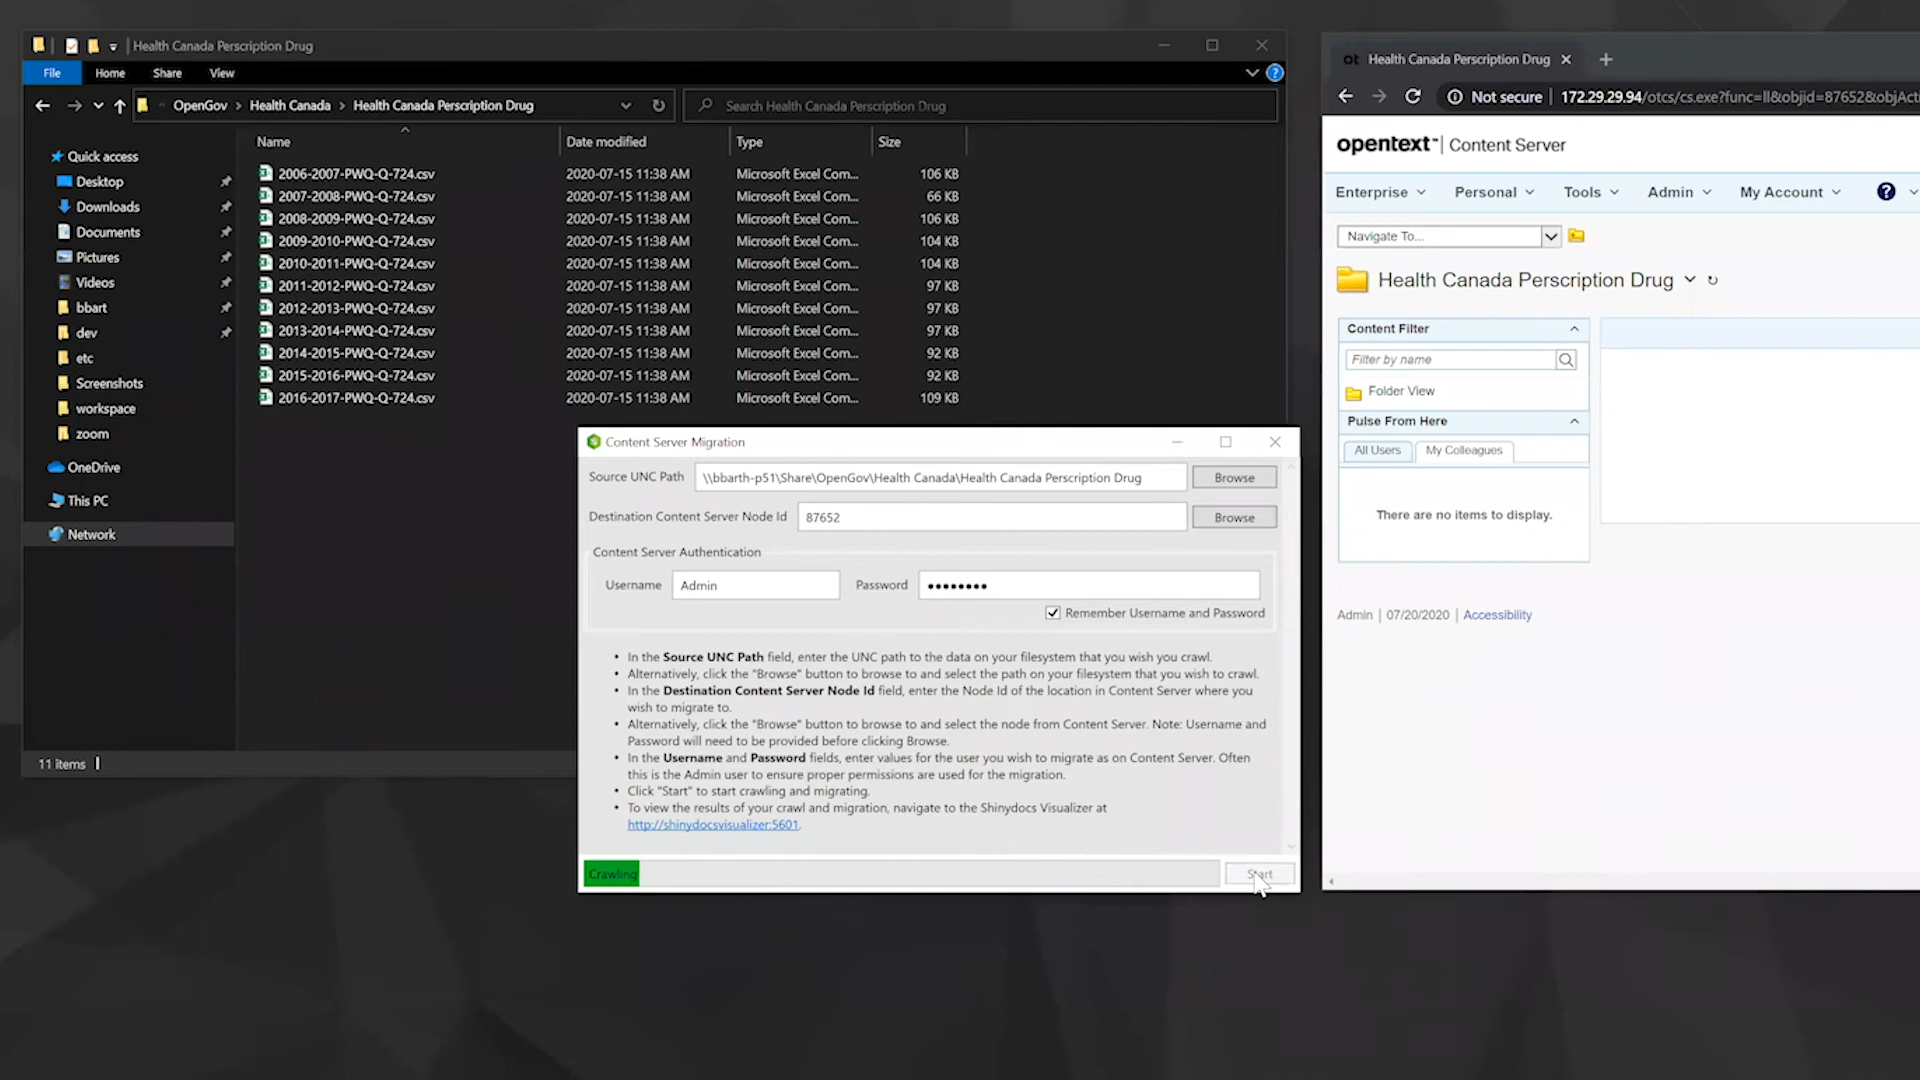 Health Canada Perscription Drug
File Home Share View
OpenGov Health Canada Health Canada Perscription Drug
Search Health Canada Perscription Drug
Name Date modified Type Size
Quick access
Desktop
Downloads
Documents
Pictures
Videos
bbart
dev
etc
Screenshots
workspace
zoom
OneDrive
This PC
Network
2006-2007-PWQ-Q-724.csv 2020-07-15 11:38 AM Microsoft Excel Com... 106 KB
2007-2008-PWQ-Q-724.csv 2020-07-15 11:38 AM Microsoft Excel Com... 66 KB
2008-2009-PWQ-Q-724.csv 2020-07-15 11:38 AM Microsoft Excel Com... 106 KB
2009-2010-PWQ-Q-724.csv 2020-07-15 11:38 AM Microsoft Excel Com... 104 KB
2010-2011-PWQ-Q-724.csv 2020-07-15 11:38 AM Microsoft Excel Com... 104 KB
2011-2012-PWQ-Q-724.csv 2020-07-15 11:38 AM Microsoft Excel Com... 97 KB
2012-2013-PWQ-Q-724.csv 2020-07-15 11:38 AM Microsoft Excel Com... 97 KB
2013-2014-PWQ-Q-724.csv 2020-07-15 11:38 AM Microsoft Excel Com... 97 KB
2014-2015-PWQ-Q-724.csv 2020-07-15 11:38 AM Microsoft Excel Com... 92 KB
2015-2016-PWQ-Q-724.csv 2020-07-15 11:38 AM Microsoft Excel Com... 92 KB
2016-2017-PWQ-Q-724.csv 2020-07-15 11:38 AM Microsoft Excel Com... 109 KB
11 items
Content Server Migration
Source UNC Path \\bbarth-p51\Share\OpenGov\Health Canada\Health Canada Perscription Drug Browse
Destination Content Server Node Id 87652 Browse
Content Server Authentication
Username Admin Password ••••••••
Remember Username and Password
• In the Source UNC Path field, enter the UNC path to the data on your filesystem that you wish you crawl.
• Alternatively, click the "Browse" button to browse to and select the path on your filesystem that you wish to crawl.
• In the Destination Content Server Node Id field, enter the Node Id of the location in Content Server where you
wish to migrate to.
• Alternatively, click the "Browse" button to browse to and select the node from Content Server. Note: Username and
Password will need to be provided before clicking Browse.
• In the Username and Password fields, enter values for the user you wish to migrate as on Content Server. Often
this is the Admin user to ensure proper permissions are used for the migration.
• Click "Start" to start crawling and migrating.
• To view the results of your crawl and migration, navigate to the Shinydocs Visualizer at
http://shinydocsvisualizer:5601.
Crawling Start
ot Health Canada Perscription Drug
Not secure 172.29.29.94/otcs/cs.exe?func=ll&objid=87652&objActi
opentext™ | Content Server
Enterprise Personal Tools Admin My Account ?
Navigate To...
Health Canada Perscription Drug
Content Filter
Filter by name
Folder View
Pulse From Here
All Users My Colleagues
There are no items to display.
Admin | 07/20/2020 | Accessibility